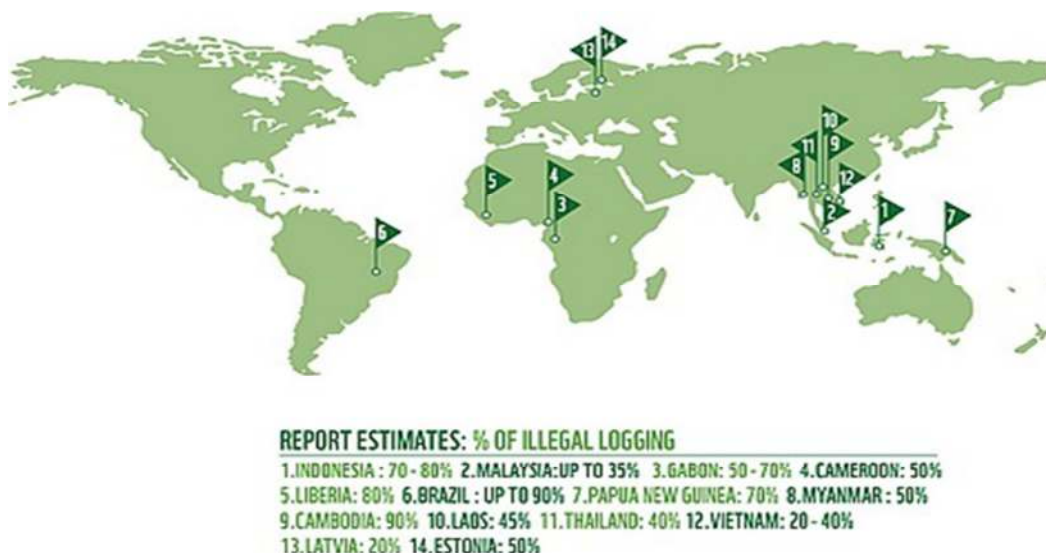 13 14
10
11 9
8 12
5 4
3
2 1 7
6
REPORT ESTIMATES: % OF ILLEGAL LOGGING
1.INDONESIA : 70 - 80% 2.MALAYSIA:UP TO 35% 3.GABON: 50 - 70% 4.CAMEROON: 50%
5.LIBERIA: 80% 6.BRAZIL : UP TO 90% 7.PAPUA NEW GUINEA: 70% 8.MYANMAR : 50%
9.CAMBODIA: 90% 10.LAOS: 45% 11.THAILAND: 40% 12.VIETNAM: 20 - 40%
13.LATVIA: 20% 14.ESTONIA: 50%